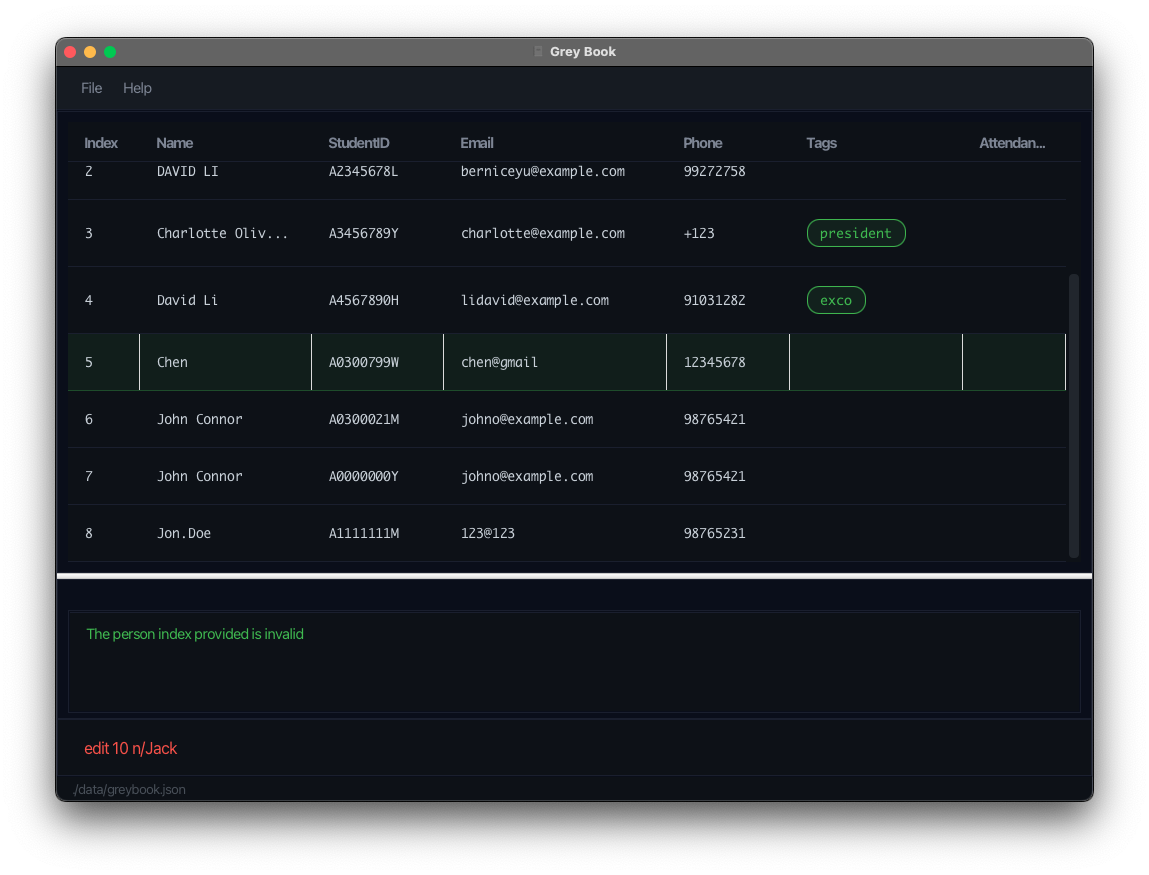 Grey Book
File Help
Index Name StudentID Email Phone Tags Attendan...
2 DAVID LI A2345678L berniceyu@example.com 99272758
3 Charlotte Oliv... A3456789Y charlotte@example.com +123 president
4 David Li A4567890H lidavid@example.com 91031282 exco
5 Chen A0300799W chen@gmail 12345678
6 John Connor A0300021M johno@example.com 98765421
7 John Connor A0000000Y johno@example.com 98765421
8 Jon.Doe A1111111M 123@123 98765231
The person index provided is invalid
edit 10 n/Jack
./data/greybook.json